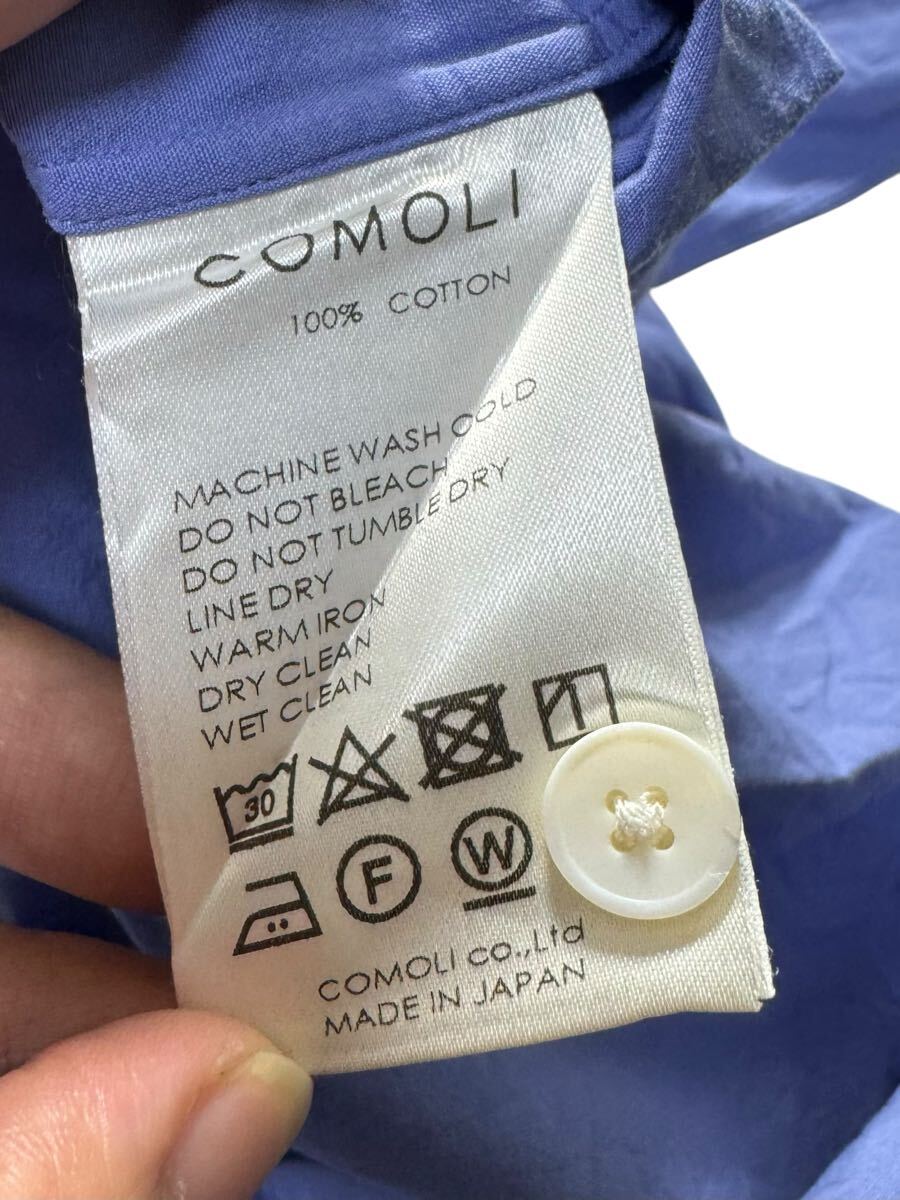 COMOLI
100% COTTON
MACHINE WASH COLD
DO NOT BLEACH
DO NOT TUMBLE DRY
LINE DRY
WARM IRON
DRY CLEAN
WET CLEAN
30
F W
COMOLI co.,Ltd
MADE IN JAPAN